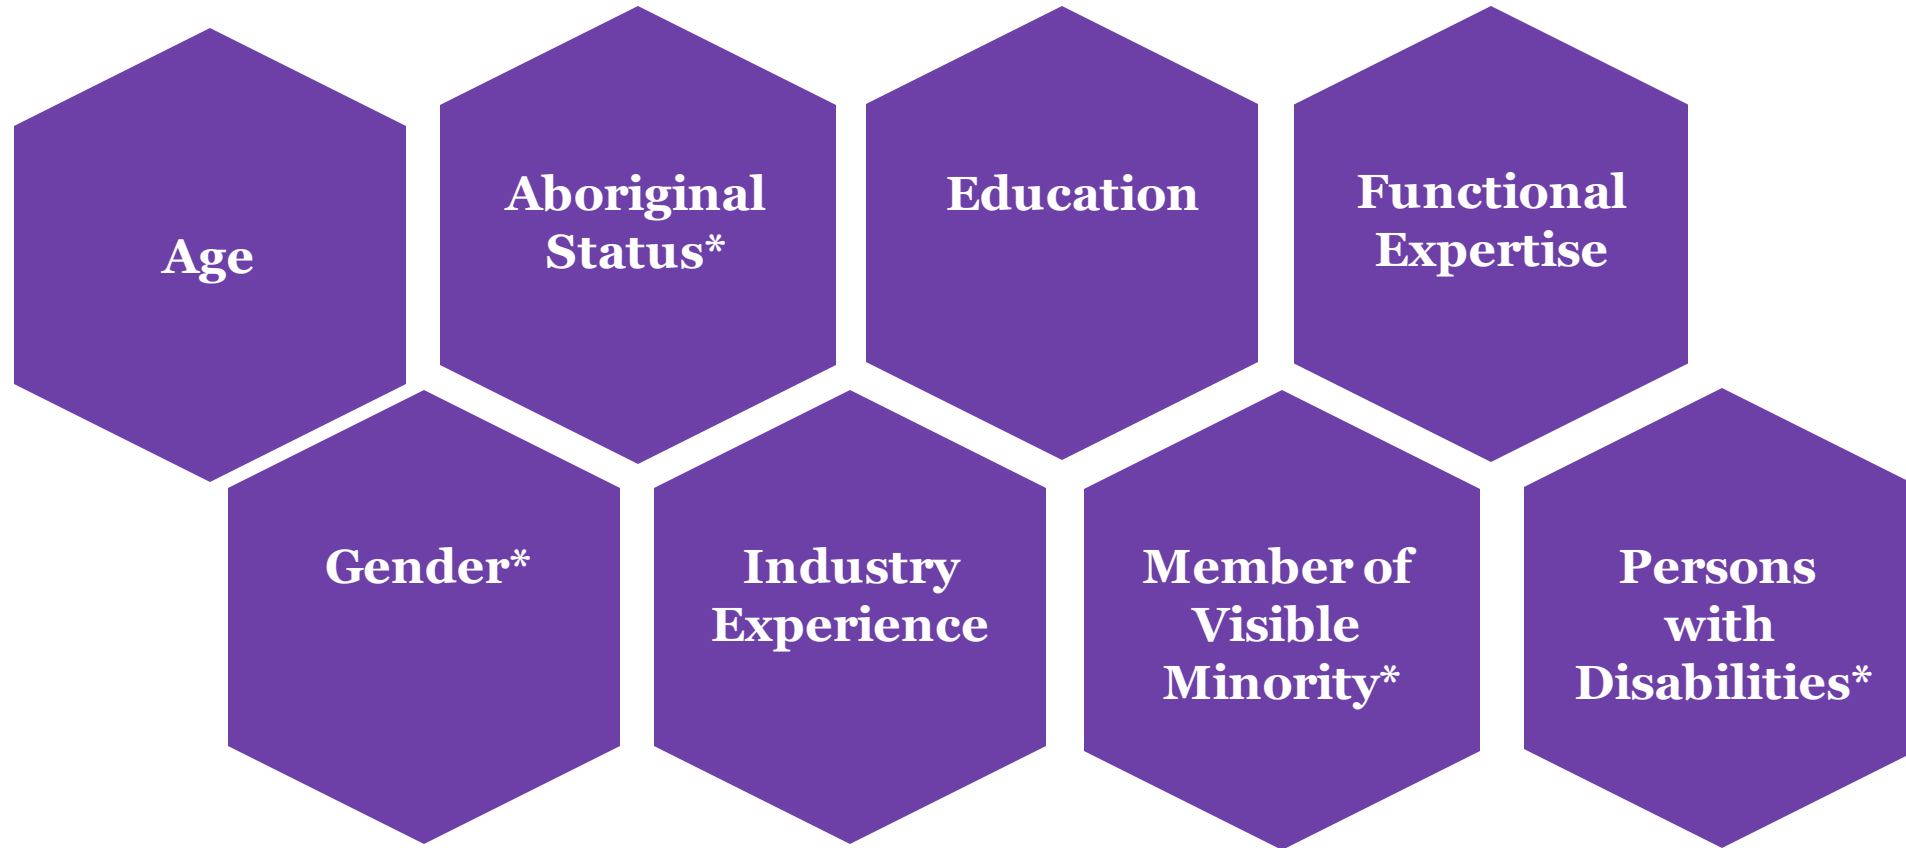 Age
Aboriginal
Status*
Education
Functional
Expertise
Gender*
Industry
Experience
Member of
Visible
Minority*
Persons
with
Disabilities*